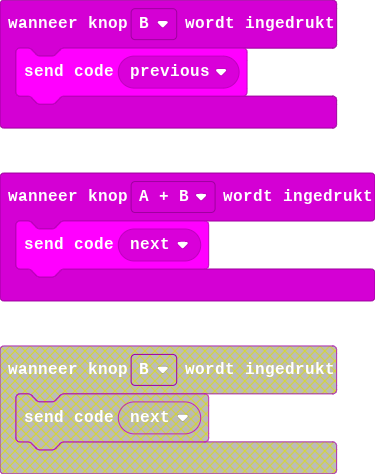 wanneer knop B wordt ingedrukt
send code previous
wanneer knop A + B wordt ingedrukt
send code next
wanneer knop B wordt ingedrukt
send code next